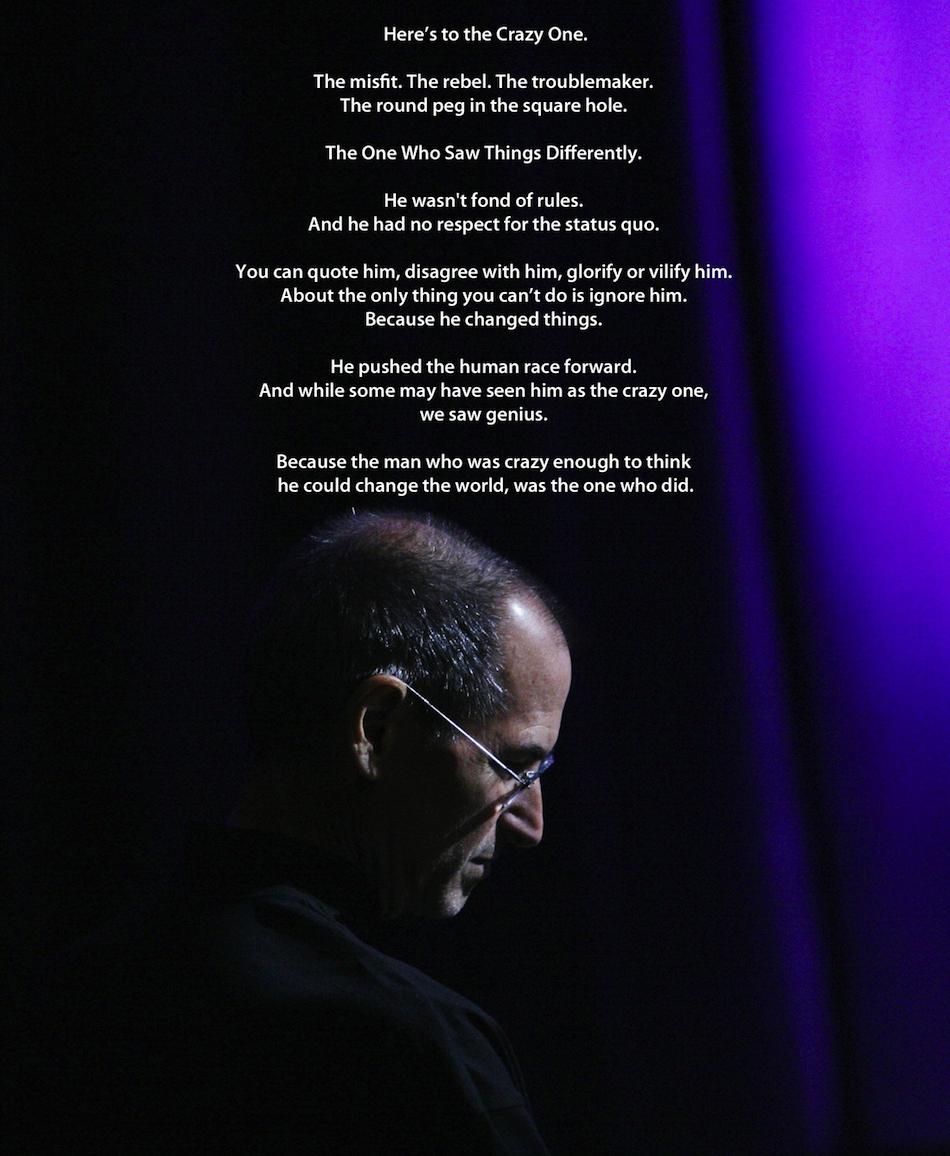 Here’s to the Crazy One.
The misfit. The rebel. The troublemaker.
The round peg in the square hole.
The One Who Saw Things Differently.
He wasn't fond of rules.
And he had no respect for the status quo.
You can quote him, disagree with him, glorify or vilify him.
About the only thing you can’t do is ignore him.
Because he changed things.
He pushed the human race forward.
And while some may have seen him as the crazy one,
we saw genius.
Because the man who was crazy enough to think
he could change the world, was the one who did.